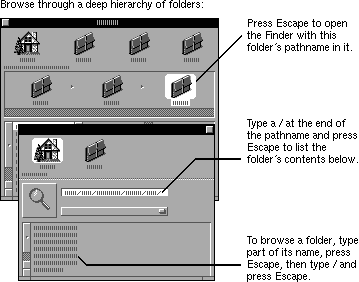 Browse through a deep hierarchy of folders:
Press Escape to open
the Finder with this
folder's pathname in it.
Type a / at the end of
the pathname and press
Escape to list the
folder's contents below.
To browse a folder, type
part of its name, press
Escape, then type / and
press Escape.